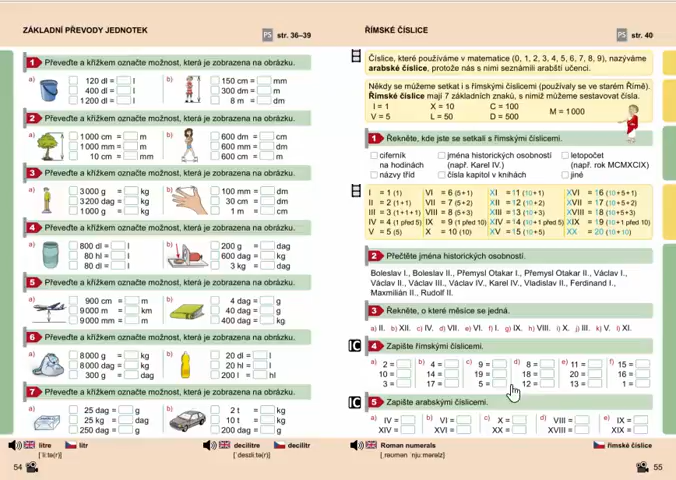 ZÁKLADNÍ PŘEVODY JEDNOTEK
PS str. 36–39
1 Převeďte a křížkem označte možnost, která je zobrazena na obrázku.
a) 120 dl = l
400 dl = l
1 200 dl = l
b) 150 cm = mm
300 dm = dm
8 m = dm
2 Převeďte a křížkem označte možnost, která je zobrazena na obrázku.
a) 1 000 cm = m
1 000 mm = m
10 cm = mm
b) 600 dm = cm
600 mm = dm
600 cm = m
3 Převeďte a křížkem označte možnost, která je zobrazena na obrázku.
a) 3 000 g = kg
3 200 dag = kg
1 000 g = kg
b) 100 mm = dm
30 cm = dm
1 m = cm
4 Převeďte a křížkem označte možnost, která je zobrazena na obrázku.
a) 800 dl = l
80 hl = l
80 dl = l
b) 200 g = dag
600 dag = g
3 kg = dag
5 Převeďte a křížkem označte možnost, která je zobrazena na obrázku.
a) 900 cm = m
9 000 m = km
9 000 mm = m
b) 4 dag = g
40 dag = g
400 dag = kg
6 Převeďte a křížkem označte možnost, která je zobrazena na obrázku.
a) 8 000 g = kg
8 000 dag = kg
300 g = dag
b) 20 dl = l
20 hl = l
200 l = hl
7 Převeďte a křížkem označte možnost, která je zobrazena na obrázku.
a) 25 dag = g
25 kg = dag
250 dag = g
b) 2 t = kg
10 t = kg
200 dag = g
litre litr
[ˈliːtə(r)]
decilitre decilitr
54
ŘÍMSKÉ ČÍSLICE
PS str. 40
Číslice, které používáme v matematice (0, 1, 2, 3, 4, 5, 6, 7, 8, 9), nazýváme
arabské číslice, protože nás s nimi seznámili arabští učenci.
Někdy se můžeme setkat i s římskými číslicemi (používaly se ve starém Římě).
Římské číslice mají 7 základních znaků, s nimiž můžeme sestavovat čísla.
I = 1 X = 10 C = 100 M = 1 000
V = 5 L = 50 D = 500
1 Řekněte, kde jste se setkali s římskými číslicemi.
ciferník jména historických osobností letopočet
na hodinách (např. Karel IV.) (např. rok MCMXCIX)
názvy tříd čísla kapitol v knihách jiné
I = 1 (1) VI = 6 (5+1) XI = 11 (10+1) XVI = 16 (10+5+1)
II = 2 (1+1) VII = 7 (5+2) XII = 12 (10+2) XVII = 17 (10+5+2)
III = 3 (1+1+1) VIII = 8 (5+3) XIII = 13 (10+3) XVIII = 18 (10+5+3)
IV = 4 (1 před 5) IX = 9 (1 před 10) XIV = 14 (10+1 před 5) XIX = 19 (10+1 před 10)
V = 5 (5) X = 10 (10) XV = 15 (10+5) XX = 20 (10+10)
2 Přečtěte jména historických osobností.
Boleslav I., Boleslav II., Přemysl Otakar I., Přemysl Otakar II., Václav I.,
Václav II., Václav III., Václav IV., Karel IV., Vladislav II., Ferdinand I.,
Maxmilián II., Rudolf II.
3 Řekněte, o které měsíce se jedná.
a) II. b) XII. c) IV. d) VII. e) VI. f) I. g) IX. h) VIII. i) X. j) III. k) V. l) XI.
4 Zapište římskými číslicemi.
a) 2 = b) 4 = c) 9 = d) 8 = e) 11 = f) 15 =
10 = 14 = 19 = 18 = 20 = 16 =
3 = 17 = 5 = 12 = 13 = 1 =
5 Zapište arabskými číslicemi.
a) IV = b) VI = c) X = d) VIII = e) IX =
XIV = XVI = XX = XVIII = XIX =
Roman numerals římské číslice
55